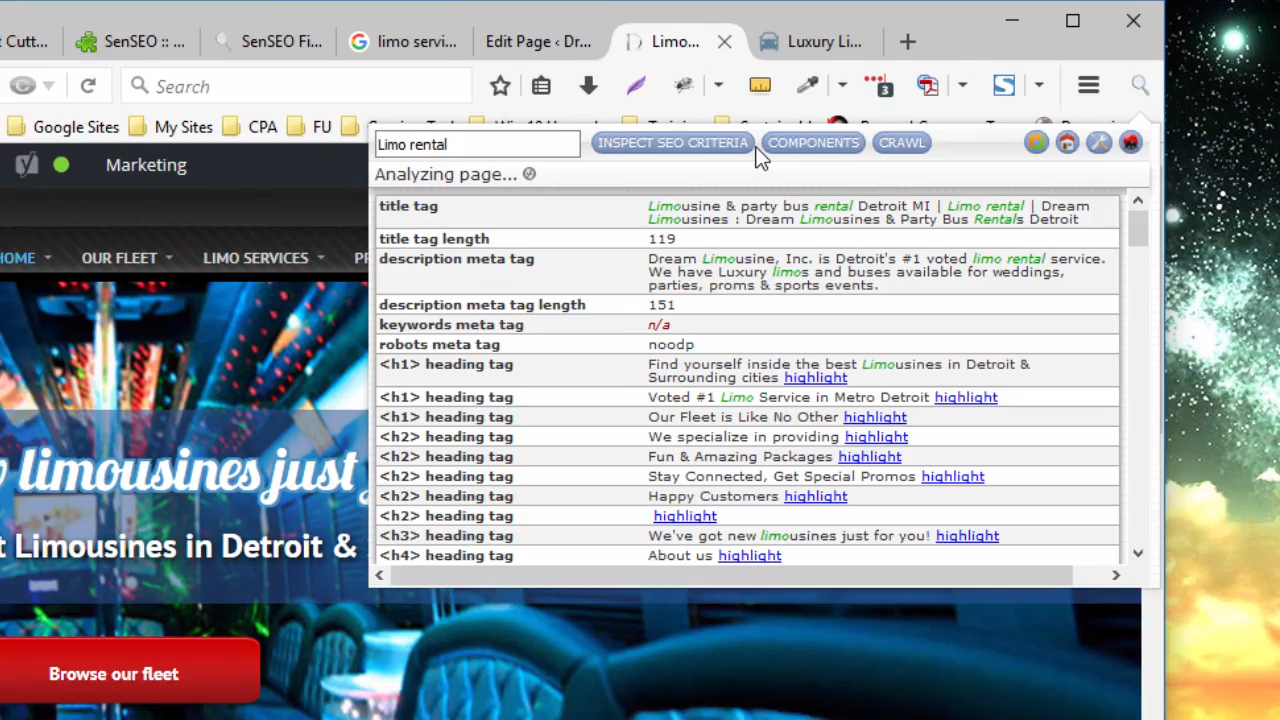 t Cutt...
SenSEO :: ...
SenSEO Fi...
limo servi...
Edit Page ‹ Dr...
Limo...
Luxury Li...
Search
3
Google Sites
My Sites
CPA
FU
Marketing
Limo rental
INSPECT SEO CRITERIA
COMPONENTS
CRAWL
Analyzing page...
title tag Limousine & party bus rental Detroit MI | Limo rental | Dream
Limousines : Dream Limousines & Party Bus Rentals Detroit
title tag length 119
description meta tag Dream Limousine, Inc. is Detroit's #1 voted limo rental service.
We have Luxury limos and buses available for weddings,
parties, proms & sports events.
description meta tag length 151
keywords meta tag n/a
robots meta tag noodp
<h1> heading tag Find yourself inside the best Limousines in Detroit &
Surrounding cities highlight
<h1> heading tag Voted #1 Limo Service in Metro Detroit highlight
<h1> heading tag Our Fleet is Like No Other highlight
<h2> heading tag We specialize in providing highlight
<h2> heading tag Fun & Amazing Packages highlight
<h2> heading tag Stay Connected, Get Special Promos highlight
<h2> heading tag Happy Customers highlight
<h2> heading tag highlight
<h3> heading tag We've got new limousines just for you! highlight
<h4> heading tag About us highlight
HOME
OUR FLEET
LIMO SERVICES
limousines just
t Limousines in Detroit &
Browse our fleet